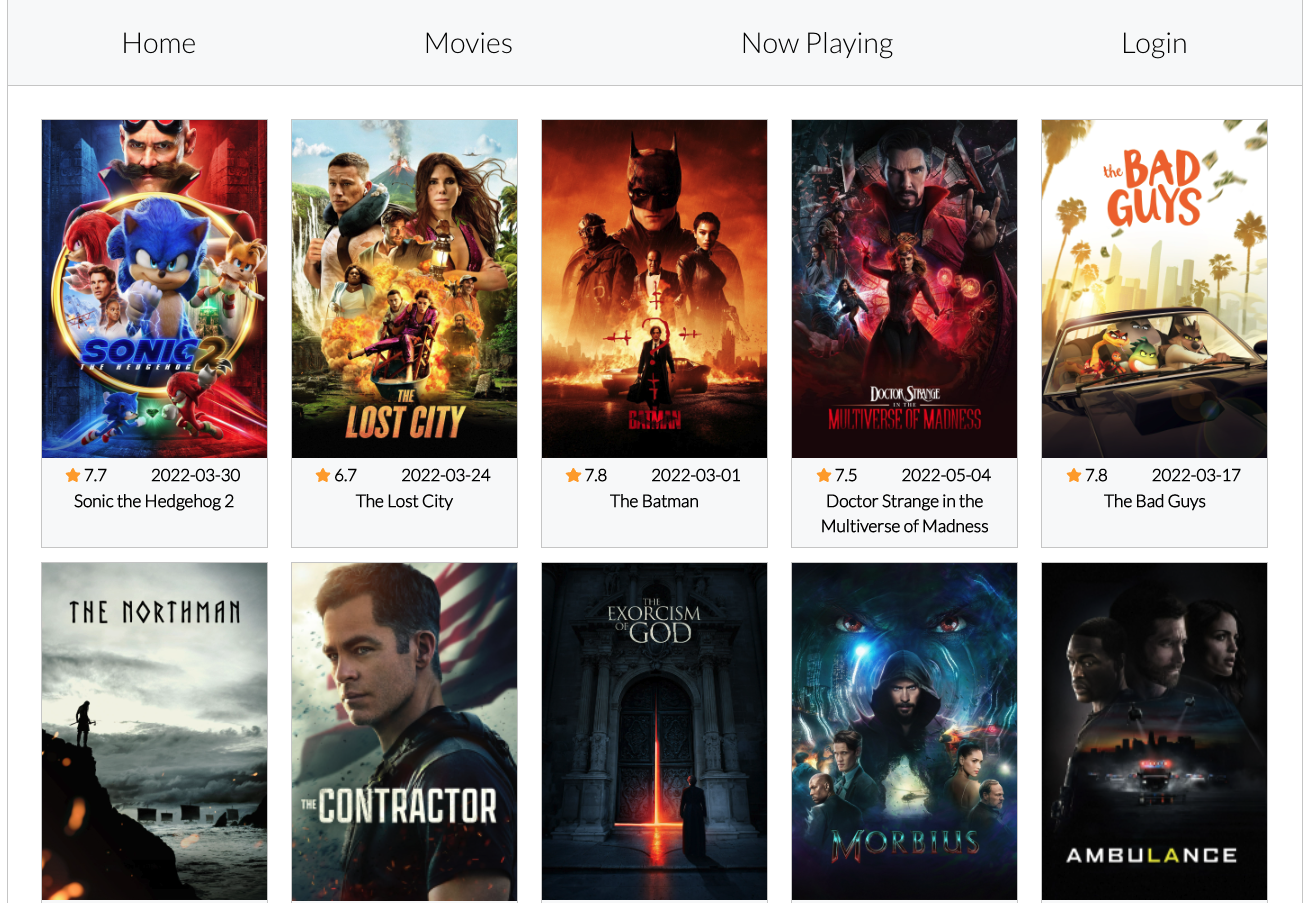 Home Movies Now Playing Login
SONIC 2
THE HEDGEHOG
THE
LOST CITY
THE
BATMAN
DOCTOR STRANGE
IN THE
MULTIVERSE OF MADNESS
the BAD
GUYS
7.7 2022-03-30
Sonic the Hedgehog 2
6.7 2022-03-24
The Lost City
7.8 2022-03-01
The Batman
7.5 2022-05-04
Doctor Strange in the
Multiverse of Madness
7.8 2022-03-17
The Bad Guys
THE NORTHMAN
THE CONTRACTOR
THE
EXORCISM
OF GOD
MORBIUS
AMBULANCE